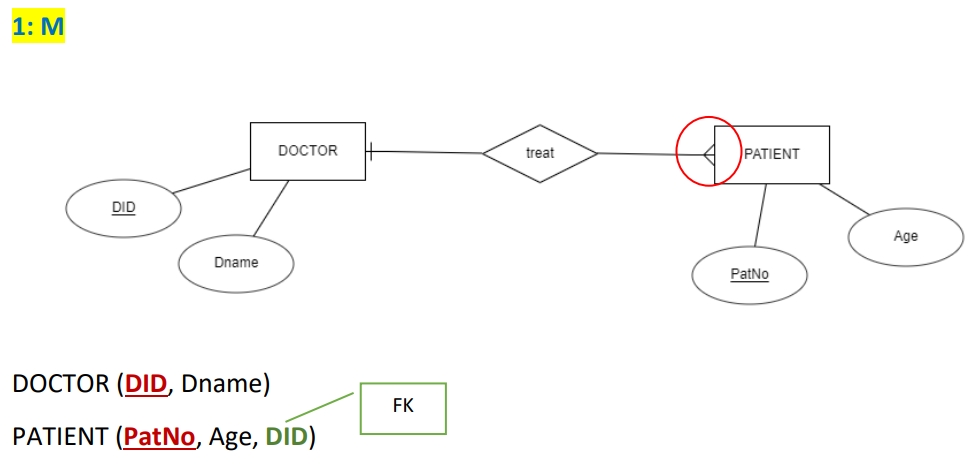 1: M
DOCTOR
treat
PATIENT
DID
Dname
PatNo
Age
DOCTOR (DID, Dname)
FK
PATIENT (PatNo, Age, DID)